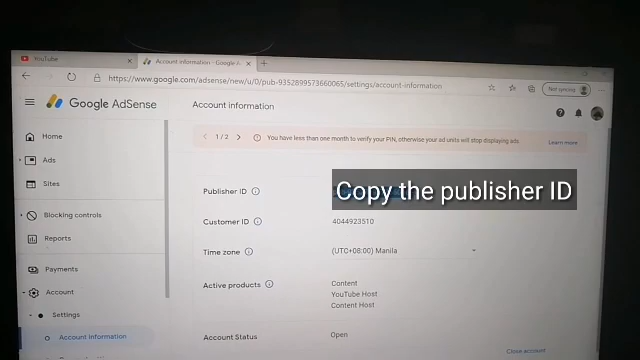 YouTube
Account information - Google A
https://www.google.com/adsense/new/u/0/pub-9352899573660065/settings/account-information
Not syncing
Google AdSense
Account information
Home
1/2
You have less than one month to verify your PIN, otherwise your ad units will stop displaying ads.
Learn more
Ads
Sites
Publisher ID
Copy the publisher ID
Blocking controls
Customer ID
4044923510
Reports
Time zone
(UTC+08:00) Manila
Payments
Active products
Content
YouTube Host
Content Host
Account
Settings
Account information
Account Status
Open
Close account